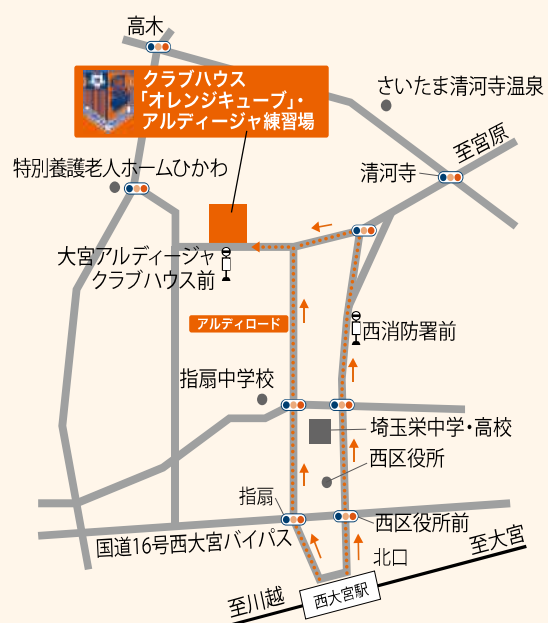 高木
クラブハウス
「オレンジキューブ」・
アルディージャ練習場
さいたま清河寺温泉
至宮原
清河寺
特別養護老人ホームひかわ
大宮アルディージャ
クラブハウス前
アルディロード
西消防署前
指扇中学校
埼玉栄中学・高校
西区役所
指扇
西区役所前
国道16号西大宮バイパス
北口
至大宮
西大宮駅
至川越